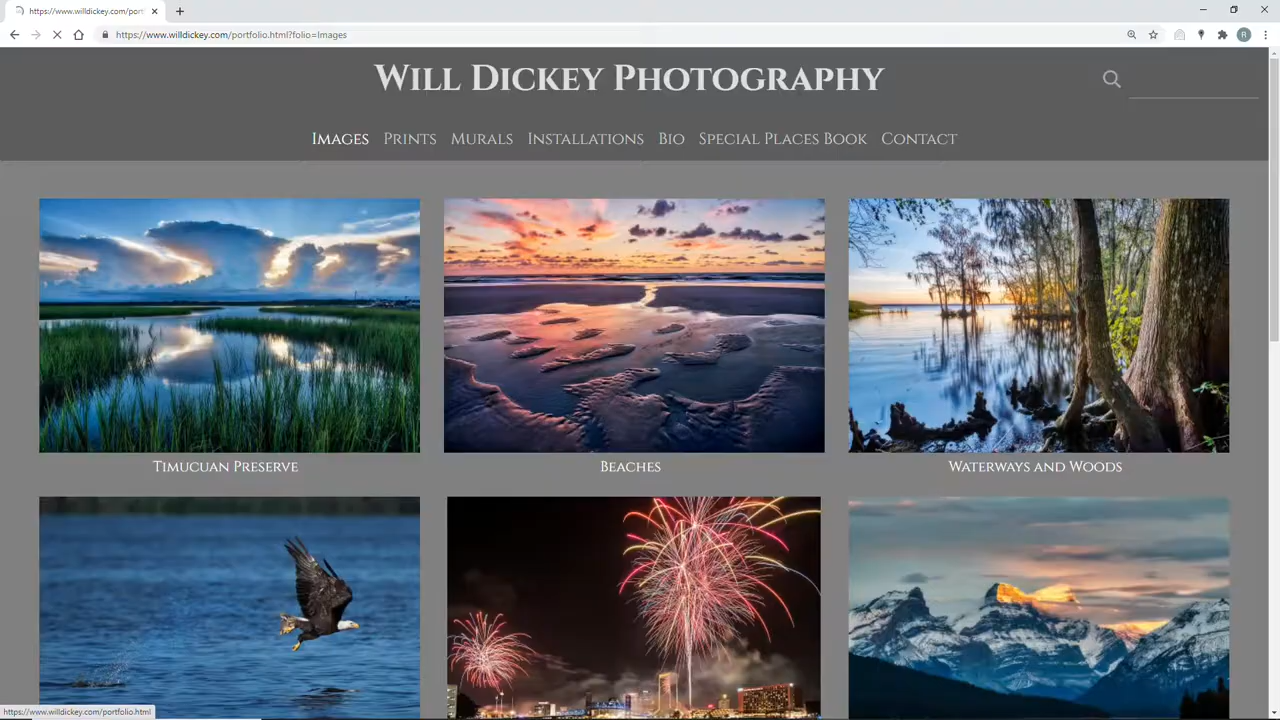 https://www.willdickey.com/por
https://www.willdickey.com/portfolio.html?folio=Images
R
WILL DICKEY PHOTOGRAPHY
IMAGES PRINTS MURALS INSTALLATIONS BIO SPECIAL PLACES BOOK CONTACT
TIMUCUAN PRESERVE BEACHES WATERWAYS AND WOODS
https://www.willdickey.com/portfolio.html